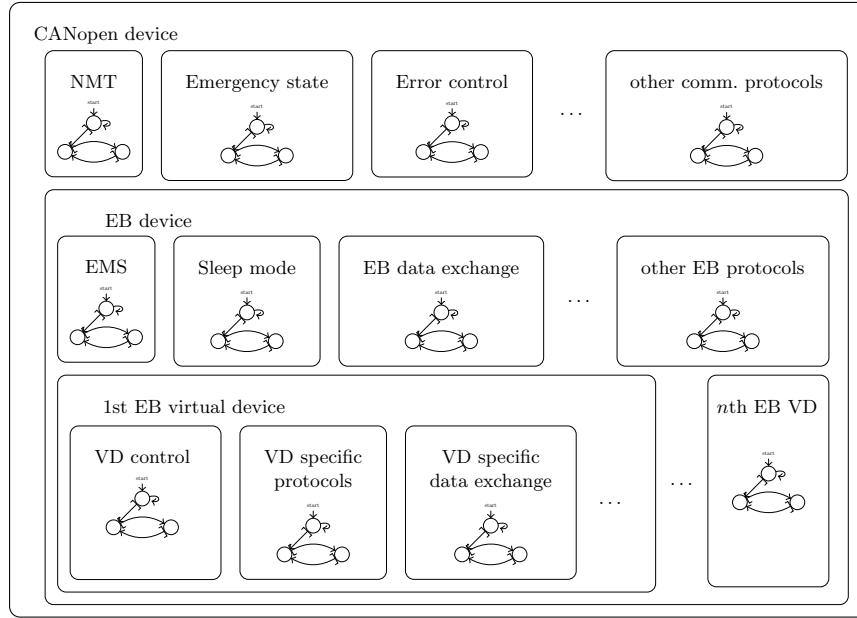 CANopen device
NMT
start
Emergency state
start
Error control
start
...
other comm. protocols
start
EB device
EMS
start
Sleep mode
start
EB data exchange
start
...
other EB protocols
start
1st EB virtual device
VD control
start
VD specific
protocols
start
VD specific
data exchange
start
...
...
nth EB VD
start